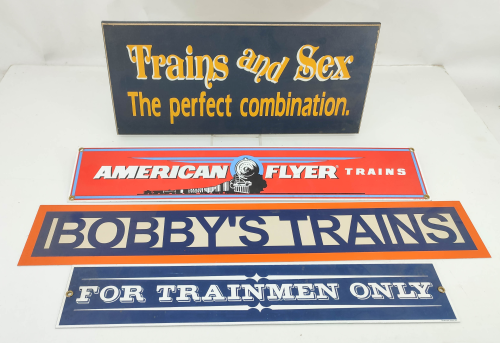 Trains and Sex
The perfect combination.
AMERICAN FLYER TRAINS
BOBBY'S TRAINS
FOR TRAINMEN ONLY